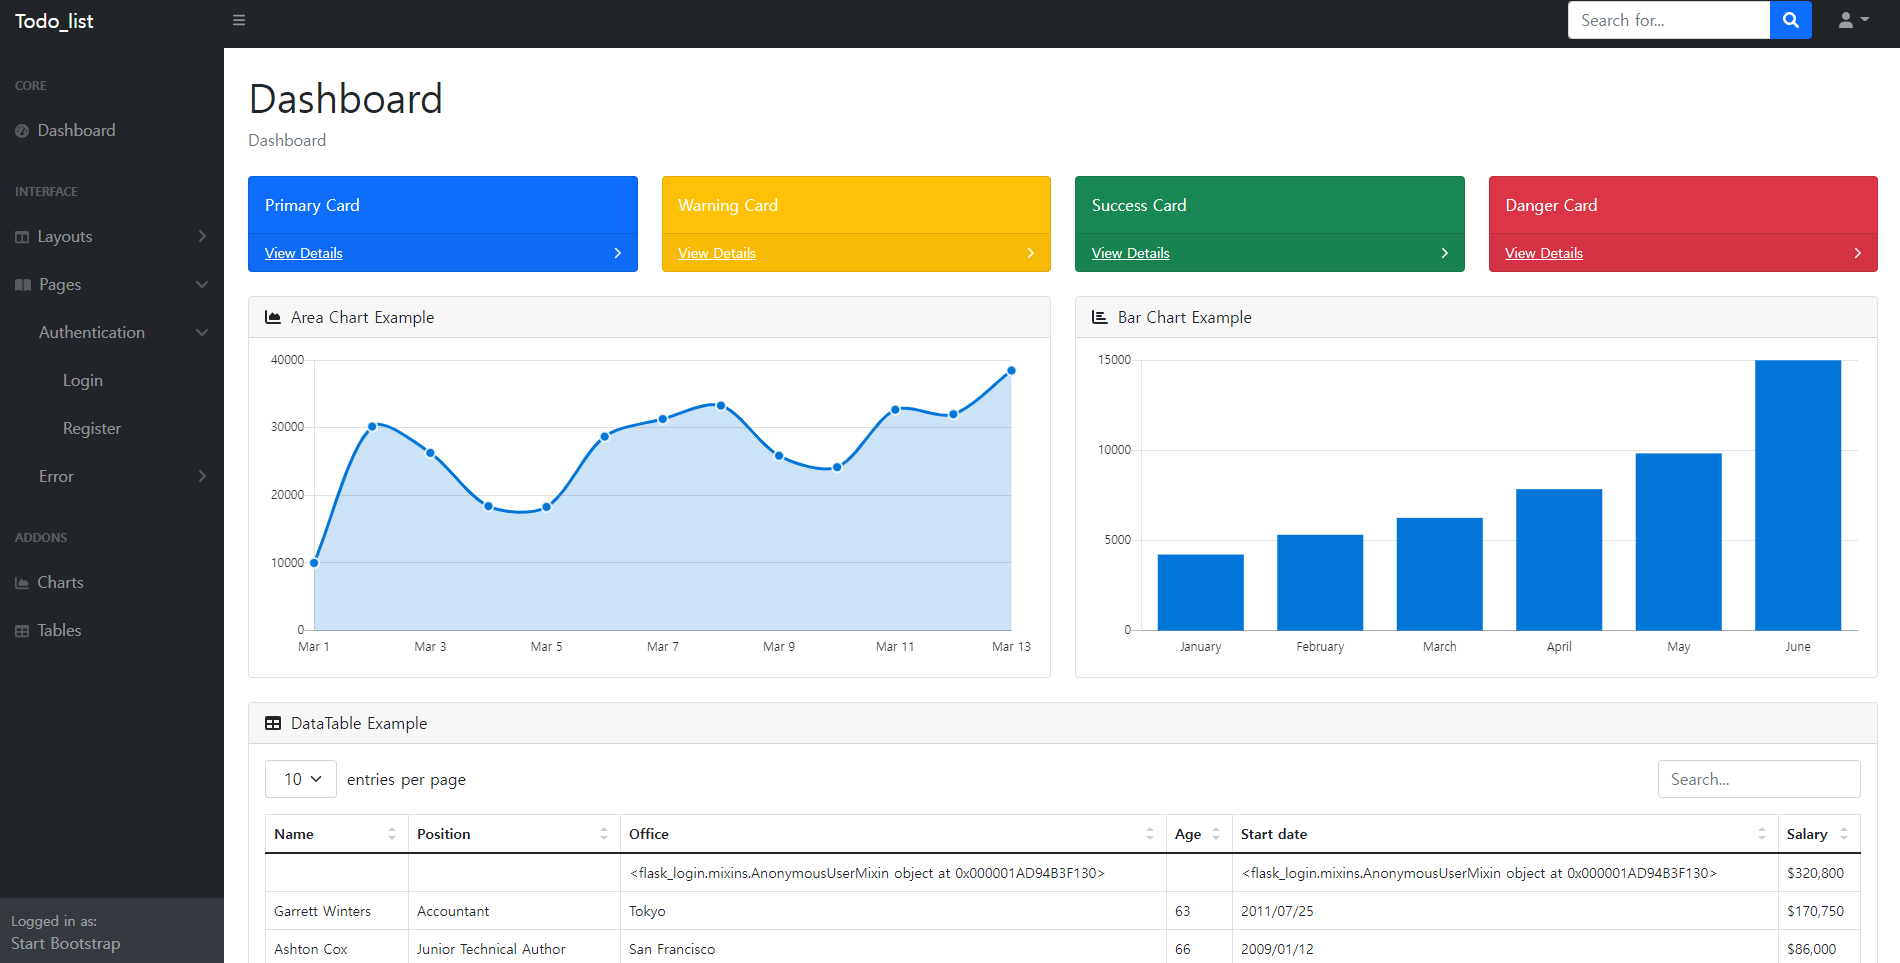 Todo_list
Search for...
CORE
Dashboard
INTERFACE
Layouts
Pages
Authentication
Login
Register
Error
ADDONS
Charts
Tables
Logged in as:
Start Bootstrap
Dashboard
Dashboard
Primary Card
View Details
Warning Card
View Details
Success Card
View Details
Danger Card
View Details
Area Chart Example
40000
30000
20000
10000
0
Mar 1 Mar 3 Mar 5 Mar 7 Mar 9 Mar 11 Mar 13
Bar Chart Example
15000
10000
5000
0
January February March April May June
DataTable Example
10 entries per page
Search...
Name Position Office Age Start date Salary
<flask_login.mixins.AnonymousUserMixin object at 0x000001AD94B3F130> <flask_login.mixins.AnonymousUserMixin object at 0x000001AD94B3F130> $320,800
Garrett Winters Accountant Tokyo 63 2011/07/25 $170,750
Ashton Cox Junior Technical Author San Francisco 66 2009/01/12 $86,000